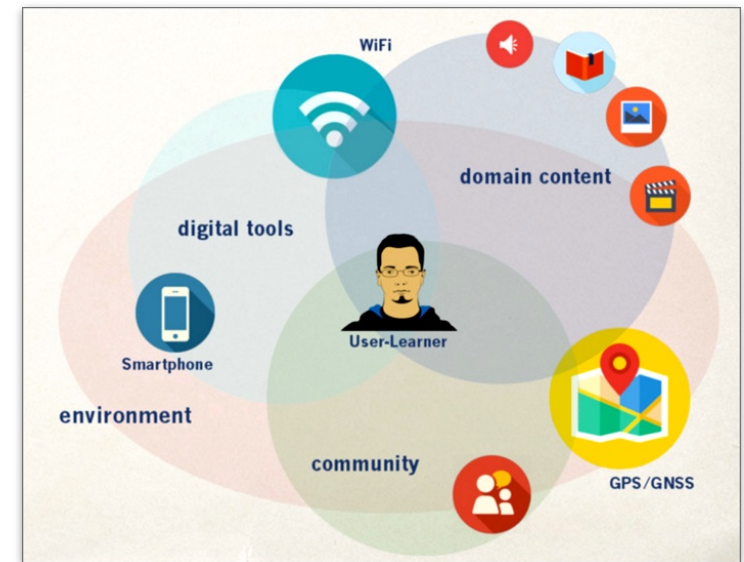 WiFi
domain content
digital tools
User-Learner
Smartphone
environment
community
GPS/GNSS